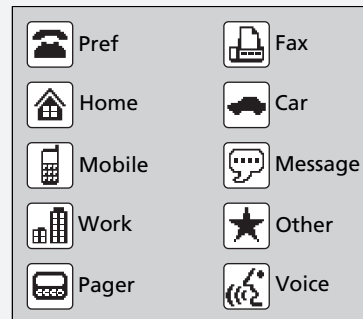 Pref
Home
Mobile
Work
Pager
Fax
Car
Message
Other
Voice